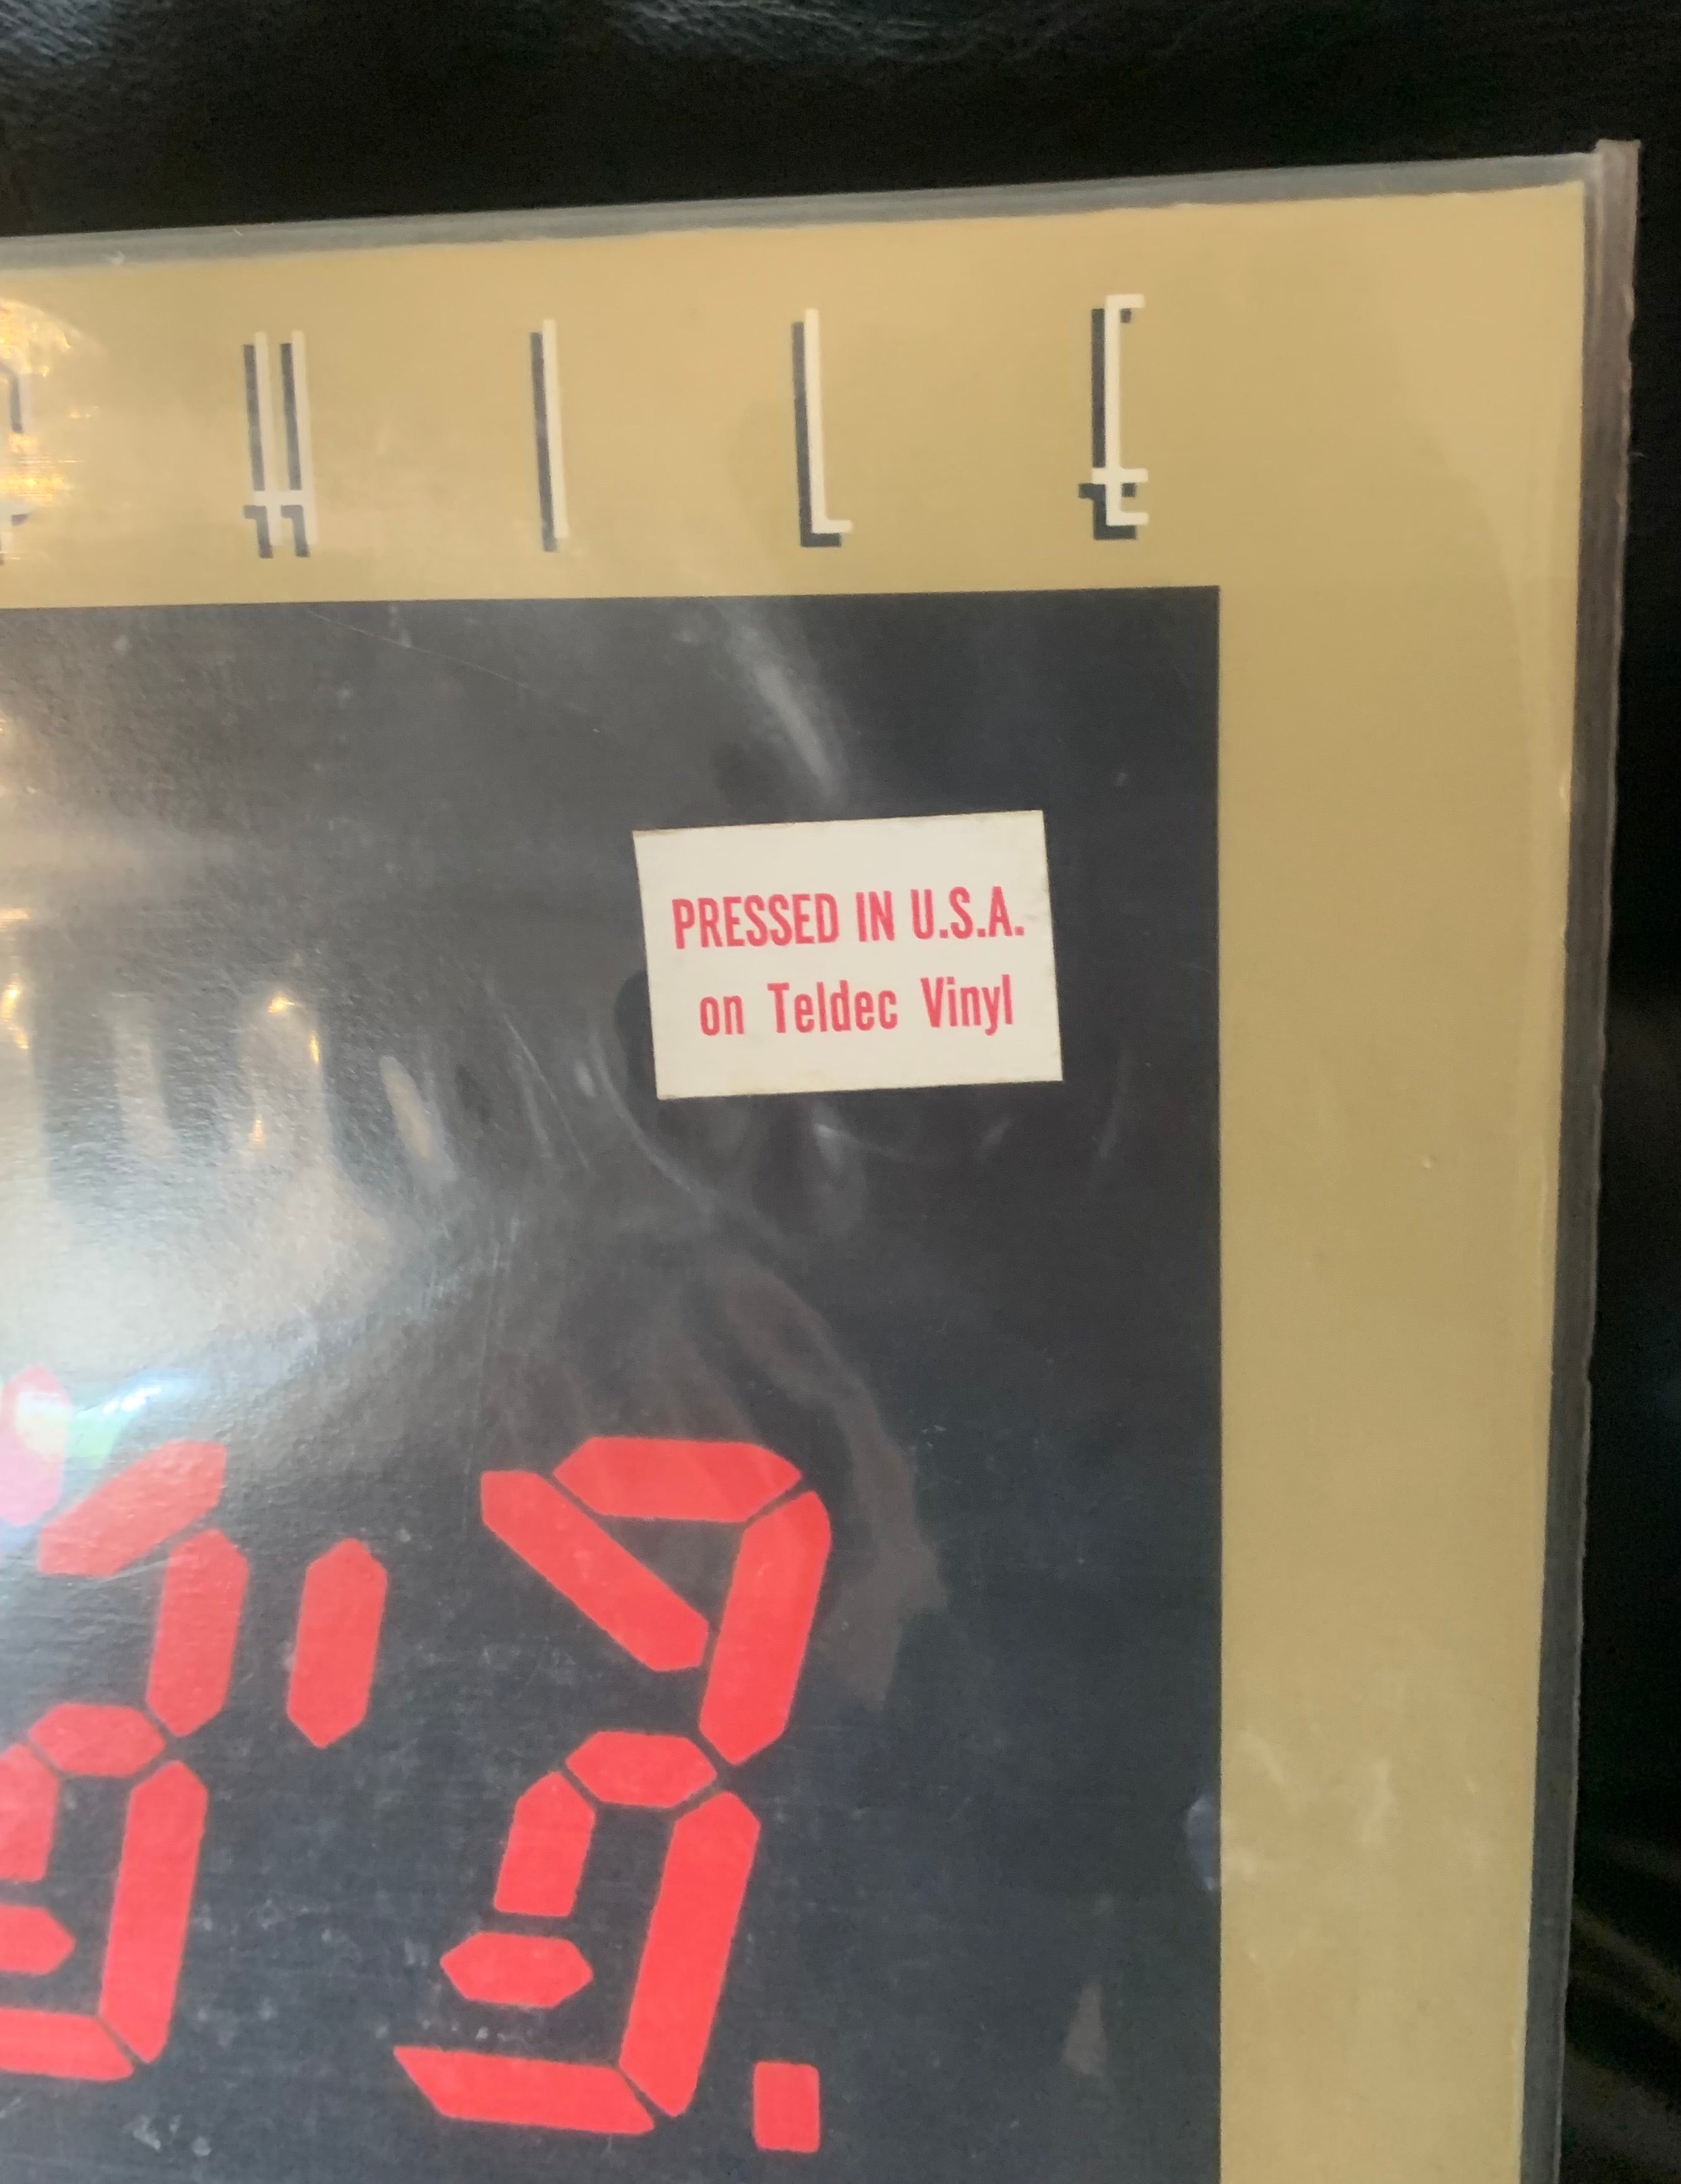 H I L E
PRESSED IN U.S.A.
on Teldec Vinyl